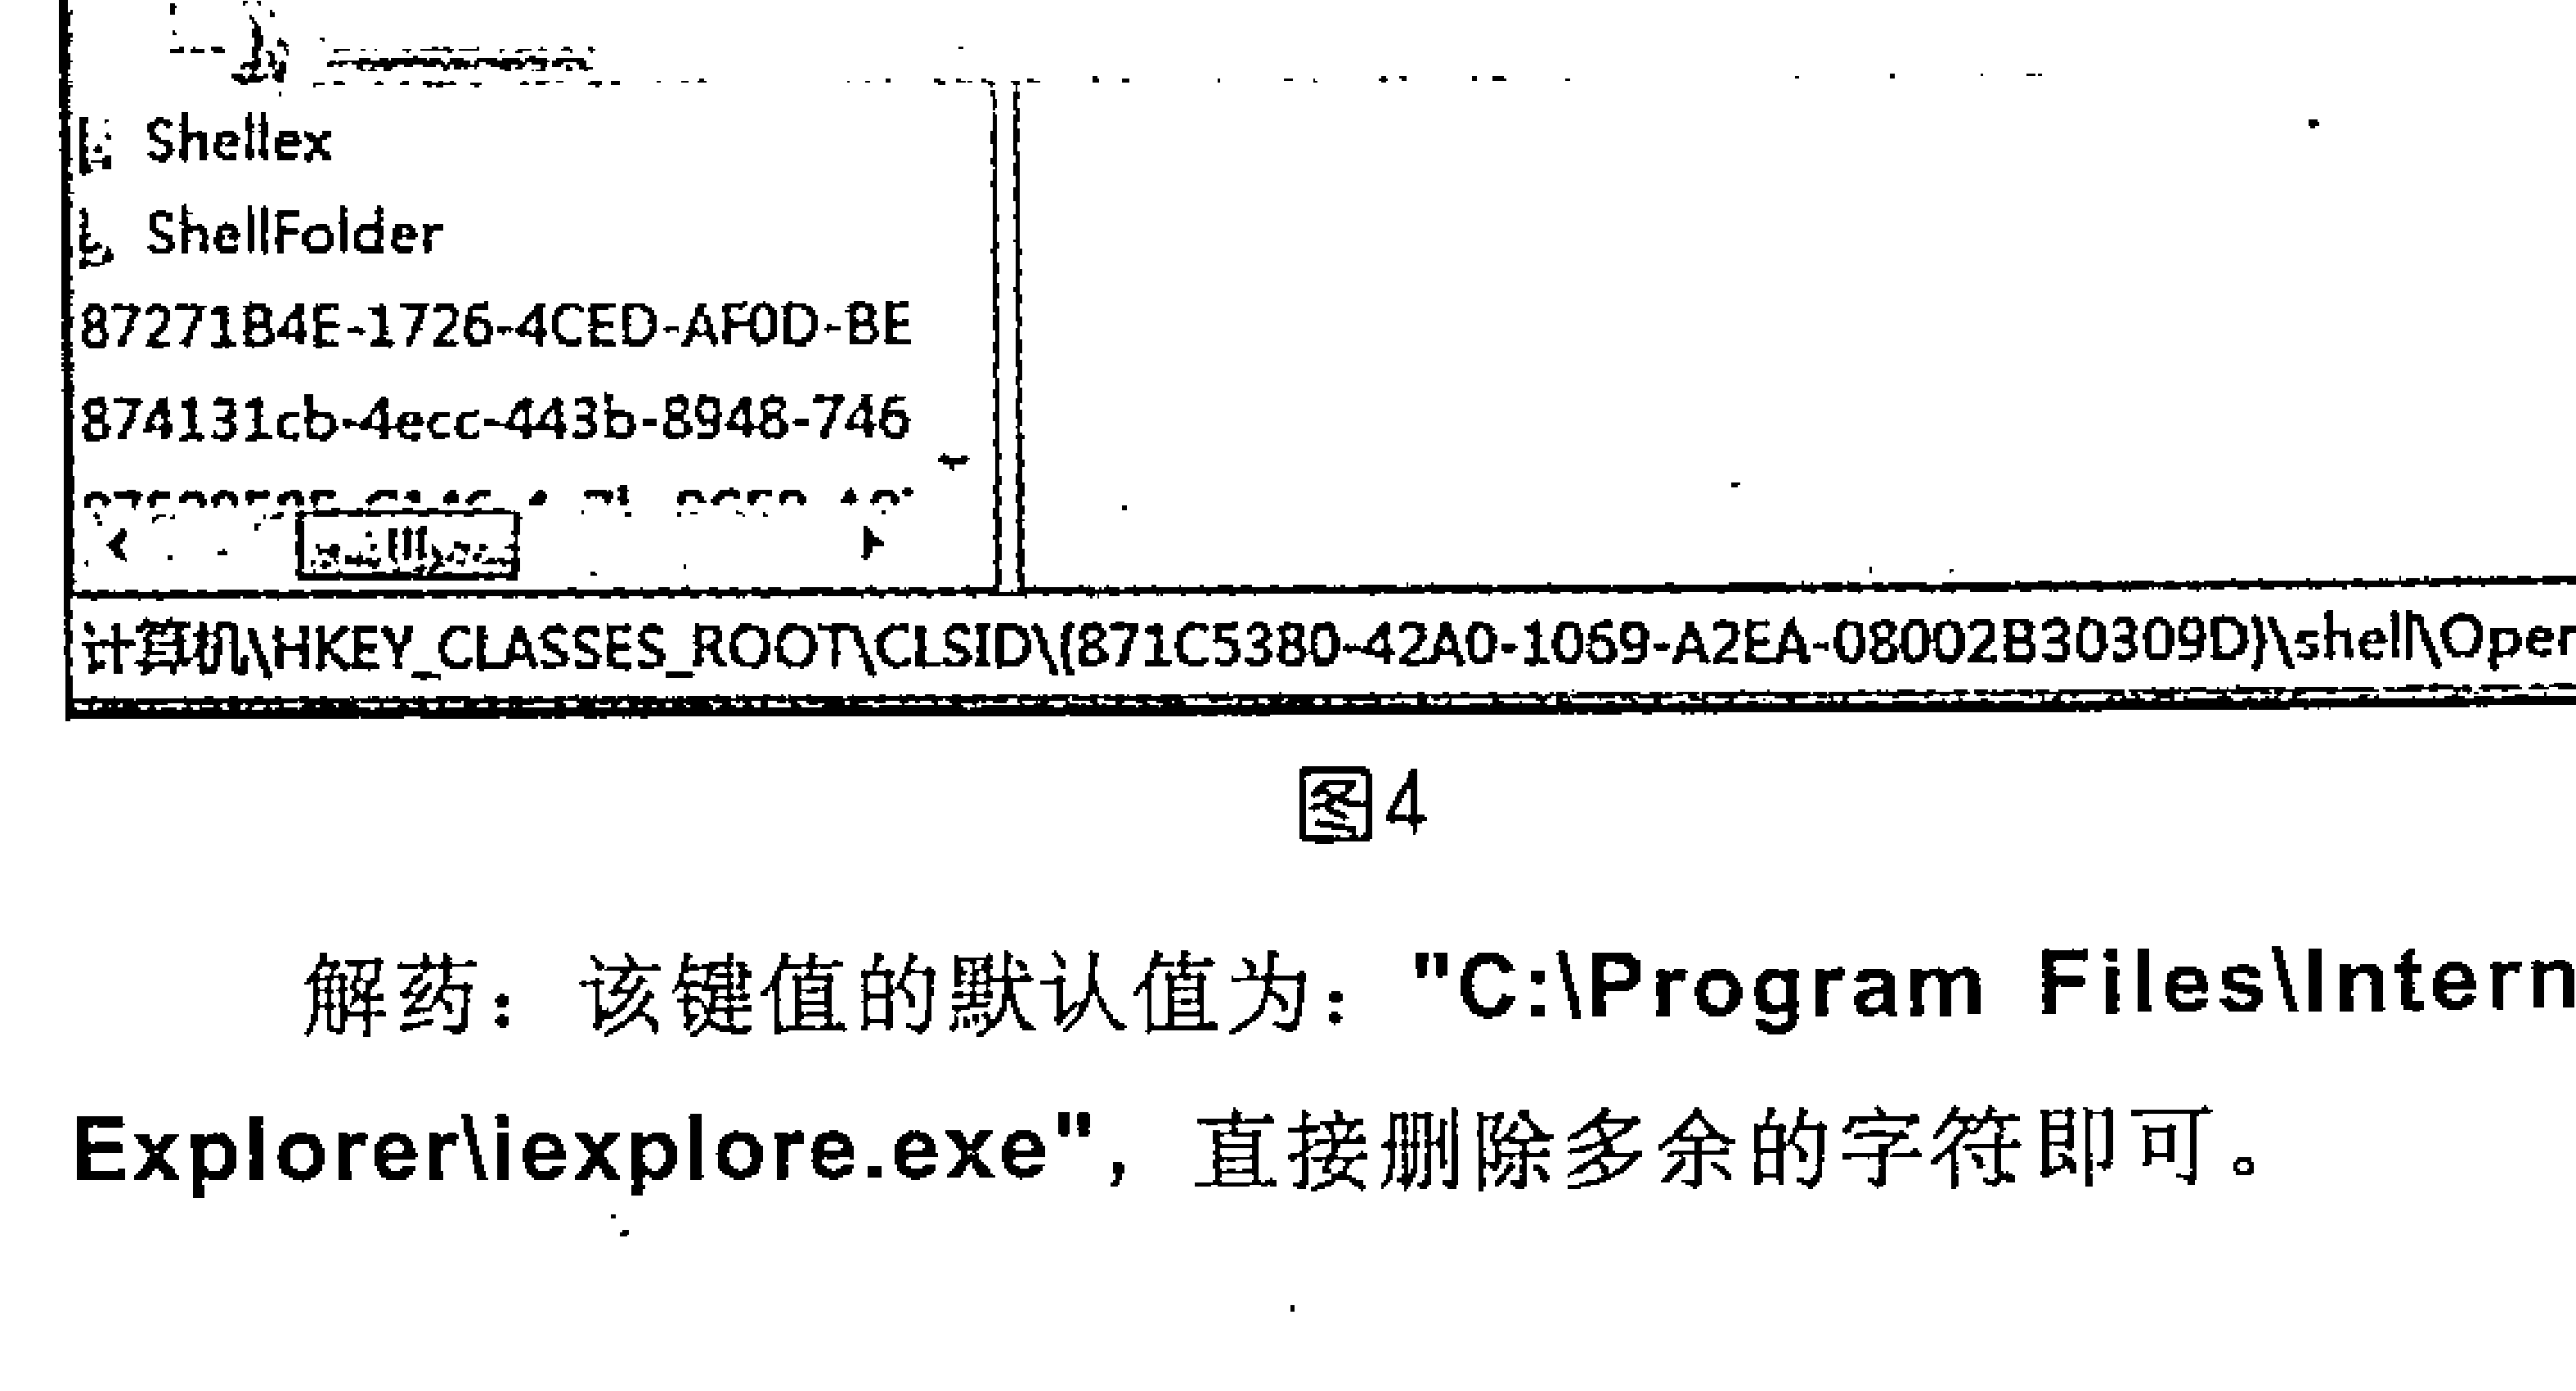 Shellex
ShellFolder
87271B4E-1726-4CED-AF0D-BE
874131cb-4ecc-443b-8948-746
计算机\HKEY_CLASSES_ROOT\CLSID\{871C5380-42A0-1069-A2EA-08002B30309D}\shell\Oper
图4
解药：该键值的默认值为："C:\Program Files\Intern
Explorer\iexplore.exe"，直接删除多余的字符即可。